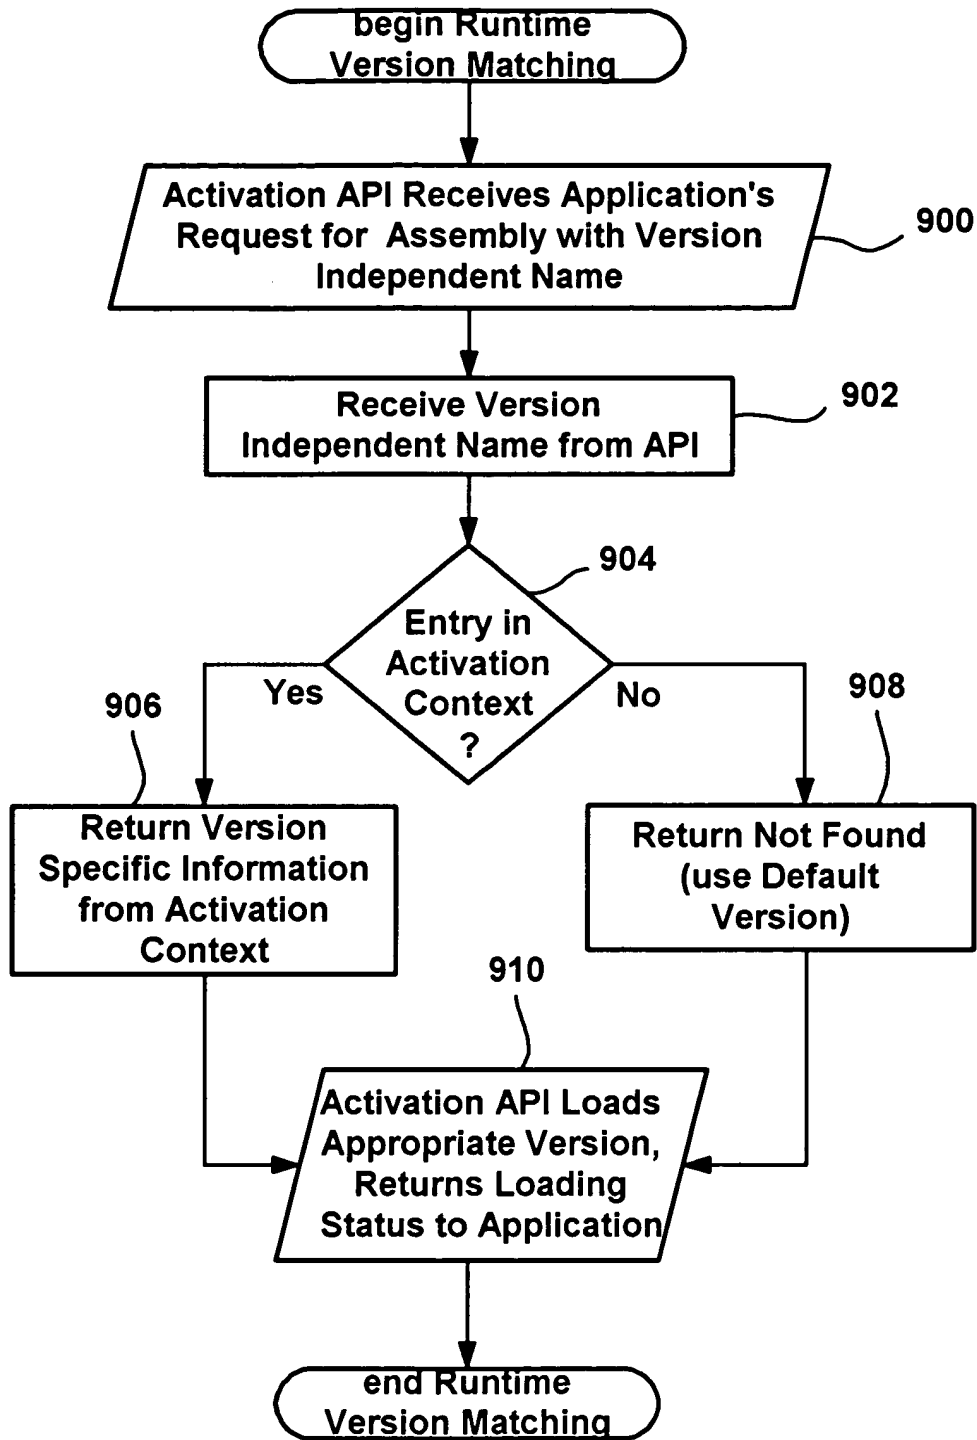 begin Runtime
Version Matching
Activation API Receives Application's
Request for Assembly with Version
Independent Name
900
Receive Version
Independent Name from API
902
904
Entry in
Activation
Context
?
Yes
No
906
908
Return Version
Specific Information
from Activation
Context
Return Not Found
(use Default
Version)
910
Activation API Loads
Appropriate Version,
Returns Loading
Status to Application
end Runtime
Version Matching